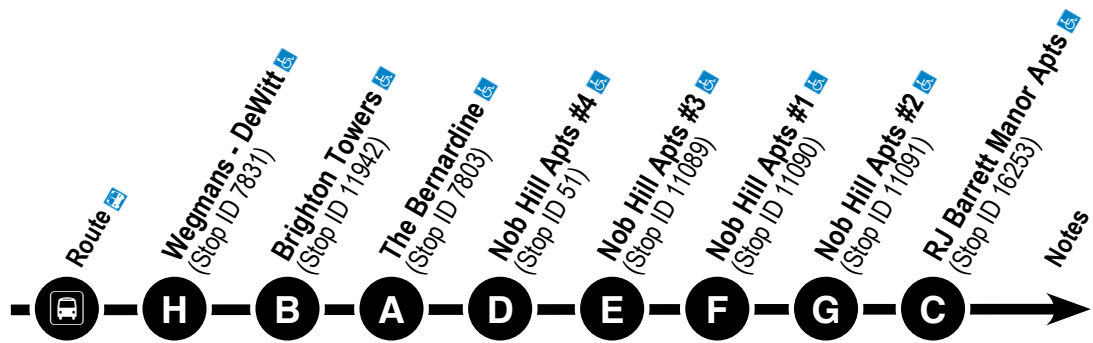 Route
Wegmans - DeWitt
(Stop ID 7831)
Brighton Towers
(Stop ID 11942)
The Bernardine
(Stop ID 7803)
Nob Hill Apts #4
(Stop ID 51)
Nob Hill Apts #3
(Stop ID 11089)
Nob Hill Apts #1
(Stop ID 11090)
Nob Hill Apts #2
(Stop ID 11091)
RJ Barrett Manor Apts
(Stop ID 16253)
Notes
H B A D E F G C